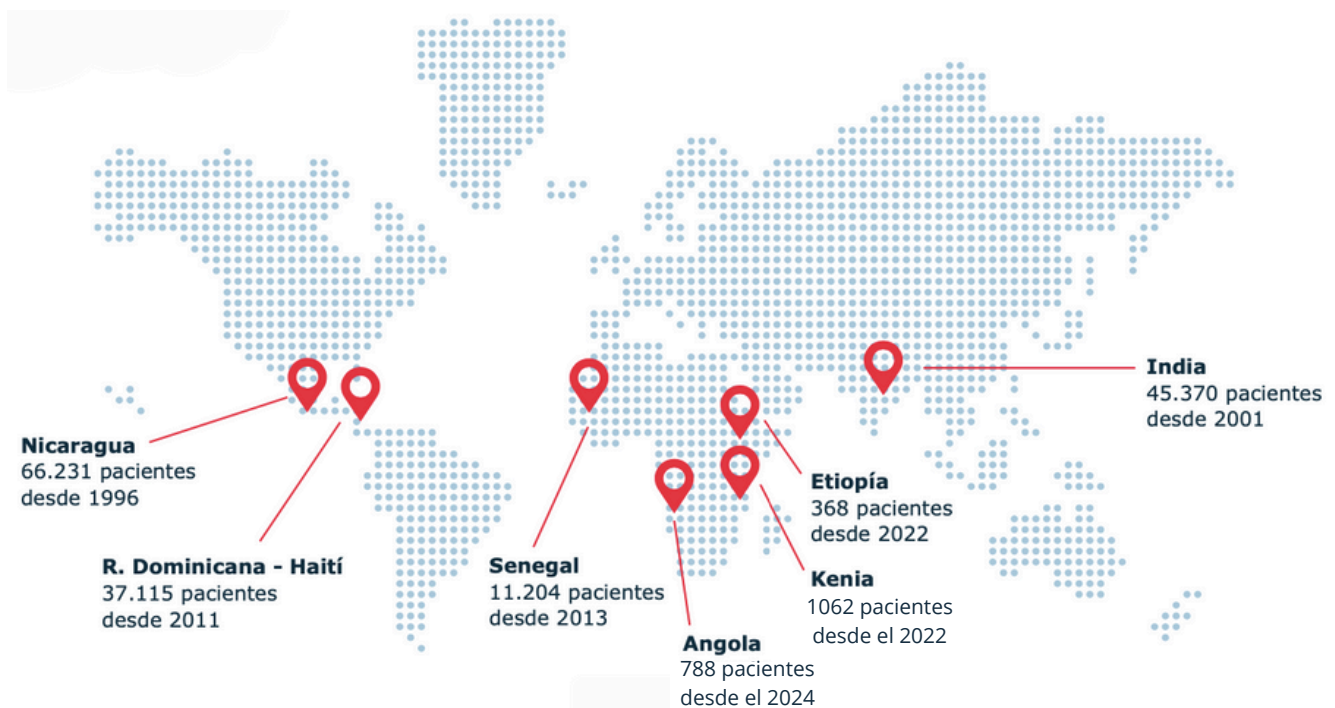 Nicaragua
66.231 pacientes
desde 1996
R. Dominicana - Haití
37.115 pacientes
desde 2011
Senegal
11.204 pacientes
desde 2013
Angola
788 pacientes
desde el 2024
Etiopía
368 pacientes
desde 2022
Kenia
1062 pacientes
desde el 2022
India
45.370 pacientes
desde 2001